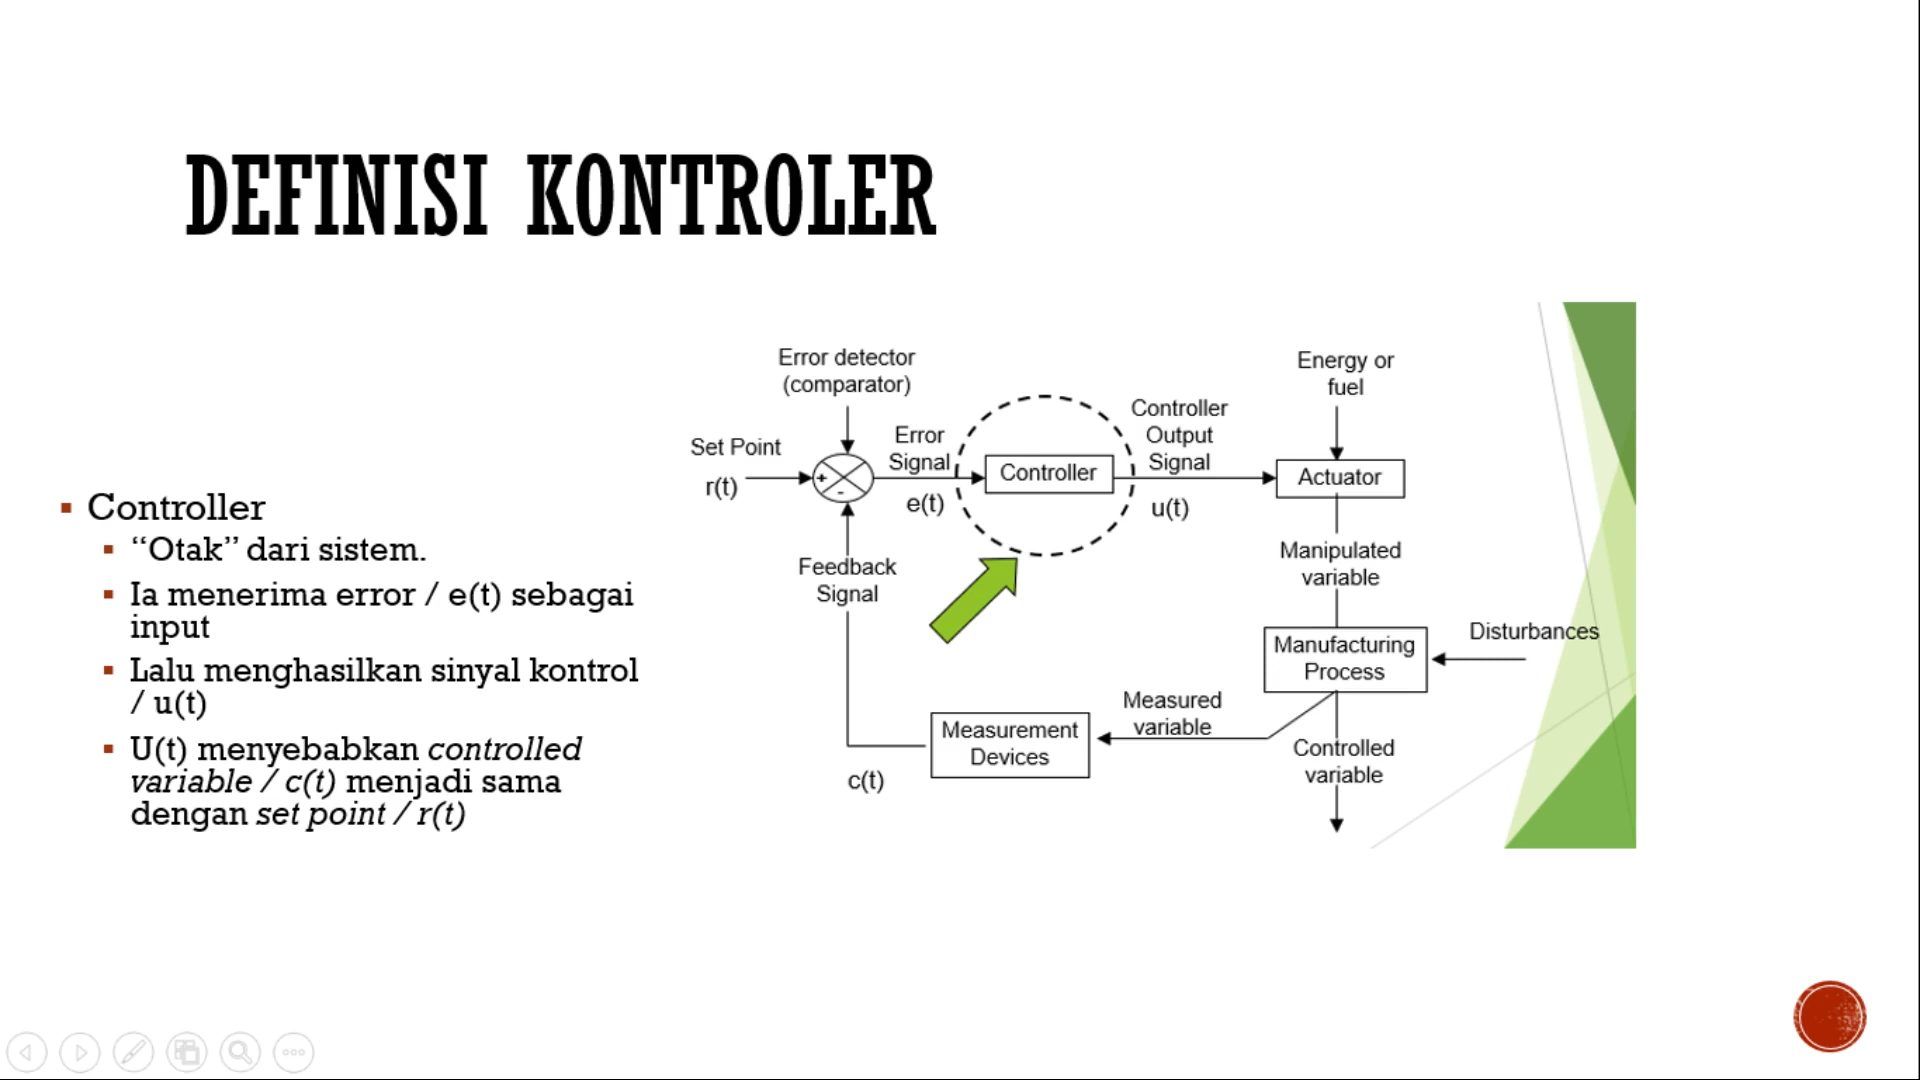 DEFINISI KONTROLER
Controller
“Otak” dari sistem.
Ia menerima error / e(t) sebagai
input
Lalu menghasilkan sinyal kontrol
/ u(t)
U(t) menyebabkan controlled
variable / c(t) menjadi sama
dengan set point / r(t)
Error detector
(comparator)
Energy or
fuel
Set Point
r(t)
+
-
Error
Signal
e(t)
Controller
Controller
Output
Signal
u(t)
Actuator
Feedback
Signal
Manipulated
variable
Manufacturing
Process
Disturbances
Measured
variable
Measurement
Devices
c(t)
Controlled
variable